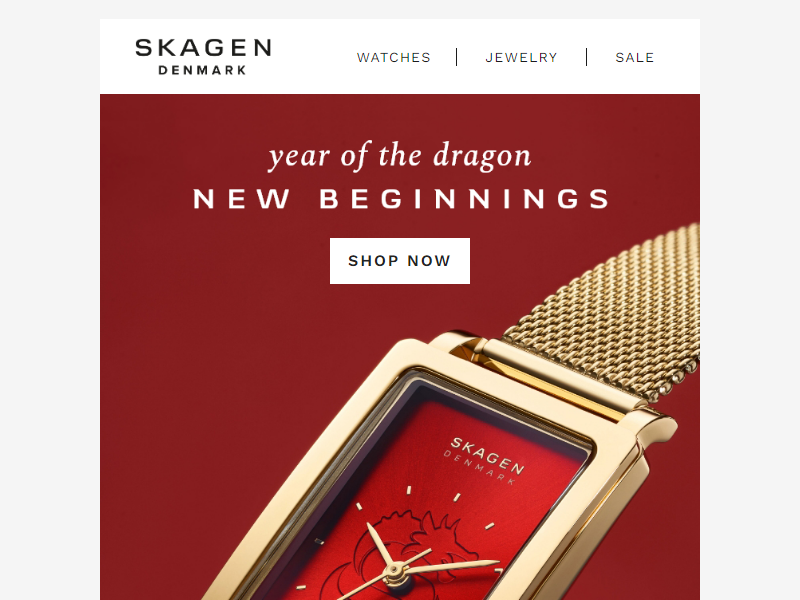 SKAGEN
DENMARK
WATCHES
JEWELRY
SALE
year of the dragon
NEW BEGINNINGS
SHOP NOW
SKAGEN
DENMARK